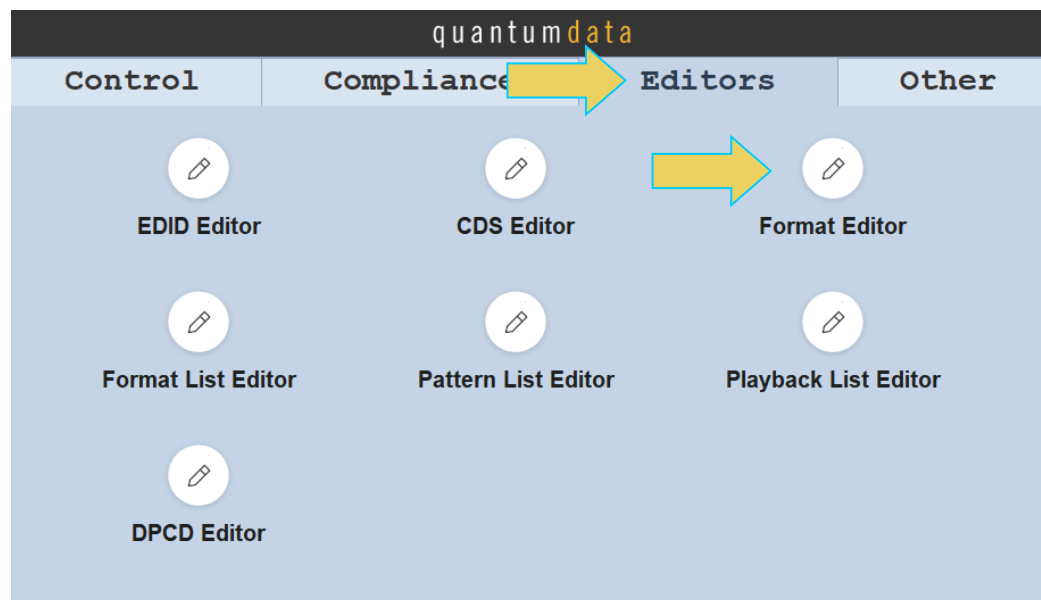 quantumdata
Control Compliance Editors Other
EDID Editor CDS Editor Format Editor
Format List Editor Pattern List Editor Playback List Editor
DPCD Editor